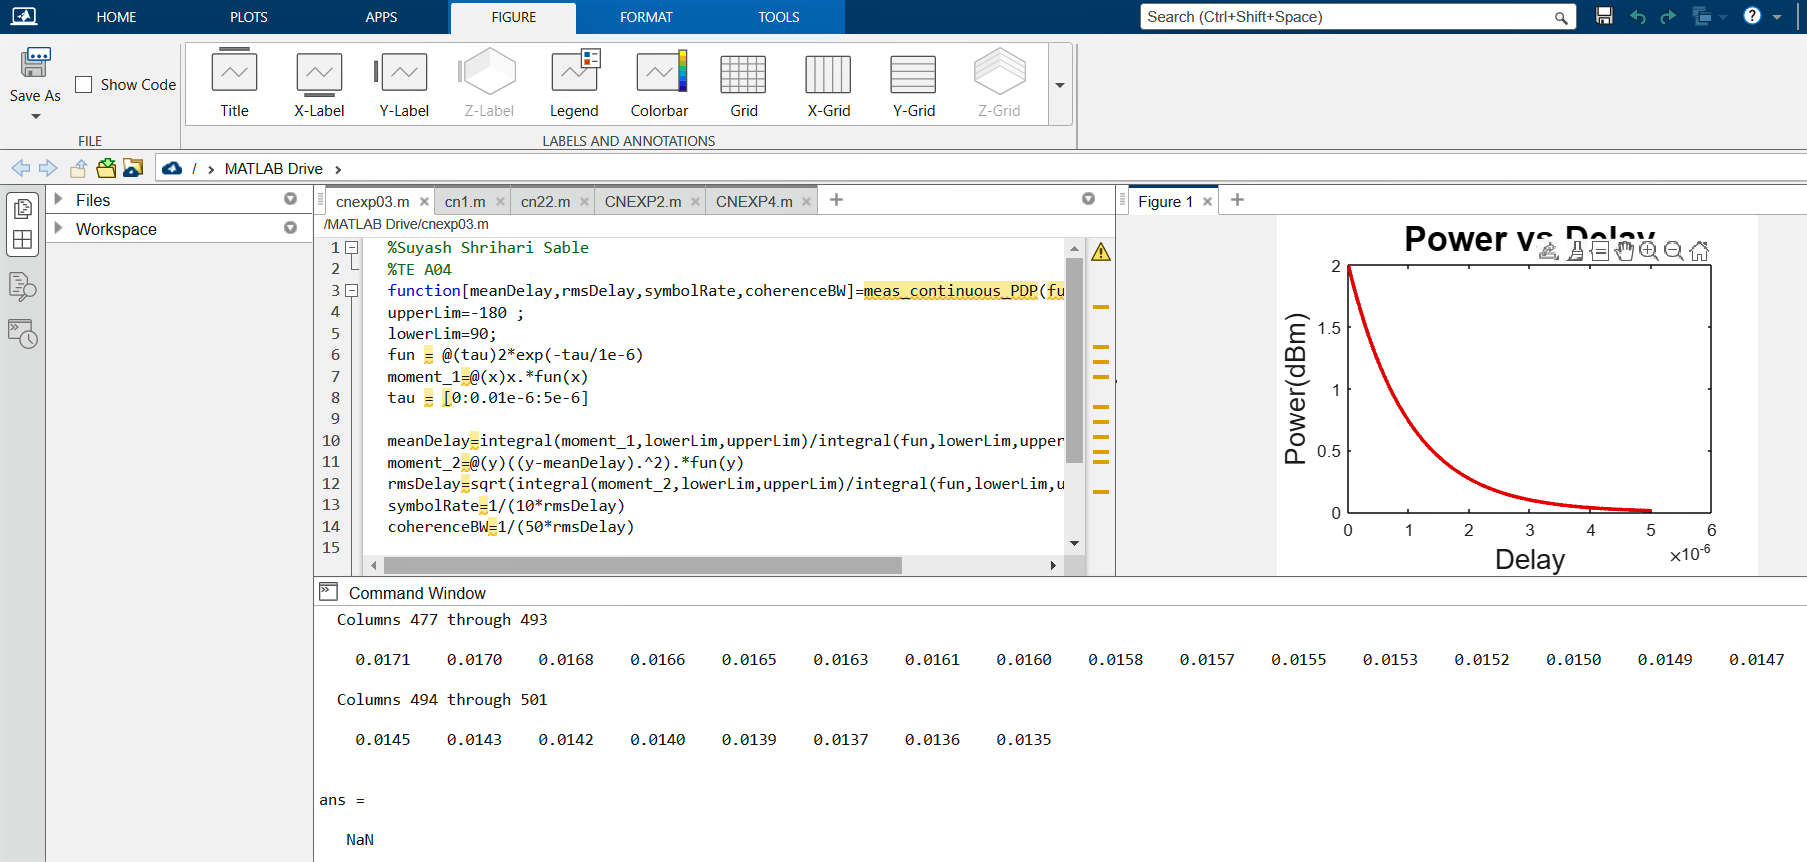 HOME PLOTS APPS FIGURE FORMAT TOOLS Search (Ctrl+Shift+Space)
Save As Show Code Title X-Label Y-Label Z-Label Legend Colorbar Grid X-Grid Y-Grid Z-Grid
FILE LABELS AND ANNOTATIONS
/ > MATLAB Drive >
Files
Workspace
cnexp03.m × cn1.m × cn22.m × CNEXP2.m × CNEXP4.m × +
/MATLAB Drive/cnexp03.m
1 %Suyash Shrihari Sable
2 %TE A04
3 function[meanDelay,rmsDelay,symbolRate,coherenceBW]=meas_continuous_PDP(fu
4 upperLim=-180 ;
5 lowerLim=90;
6 fun = @(tau)2*exp(-tau/1e-6)
7 moment_1=@(x)x.*fun(x)
8 tau = [0:0.01e-6:5e-6]
9
10 meanDelay=integral(moment_1,lowerLim,upperLim)/integral(fun,lowerLim,upper
11 moment_2=@(y)((y-meanDelay).^2).*fun(y)
12 rmsDelay=sqrt(integral(moment_2,lowerLim,upperLim)/integral(fun,lowerLim,u
13 symbolRate=1/(10*rmsDelay)
14 coherenceBW=1/(50*rmsDelay)
15
Figure 1 × +
Power vs Delay
Power(dBm)
2
1.5
1
0.5
0
0 1 2 3 4 5 6
Delay ×10-6
Command Window
Columns 477 through 493
0.0171 0.0170 0.0168 0.0166 0.0165 0.0163 0.0161 0.0160 0.0158 0.0157 0.0155 0.0153 0.0152 0.0150 0.0149 0.0147
Columns 494 through 501
0.0145 0.0143 0.0142 0.0140 0.0139 0.0137 0.0136 0.0135
ans =
NaN